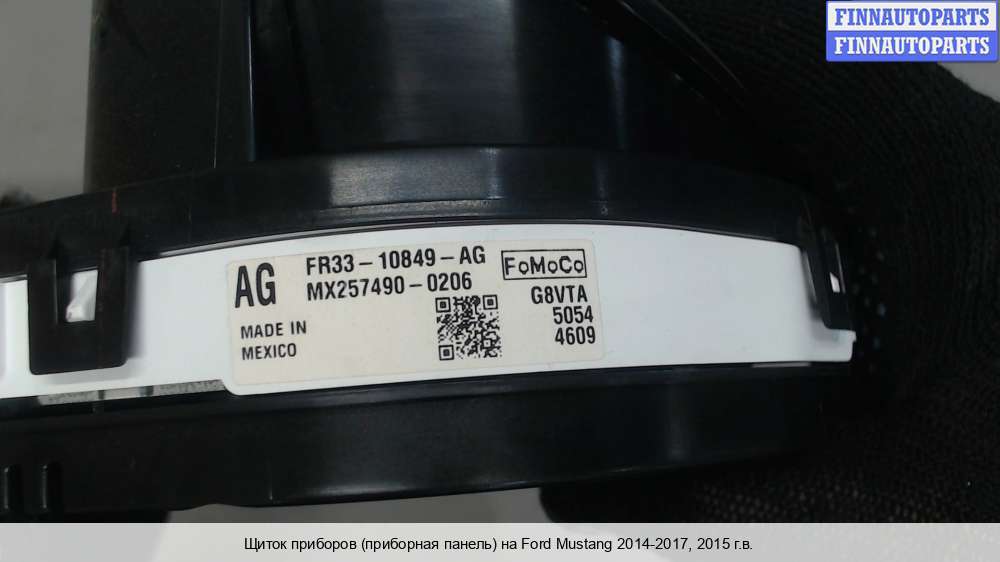 FINNAUTOPARTS
FINNAUTOPARTS
AG
FR33-10849-AG
MX257490-0206
FoMoCo
G8VTA
5054
4609
MADE IN
MEXICO
Щиток приборов (приборная панель) на Ford Mustang 2014-2017, 2015 г.в.